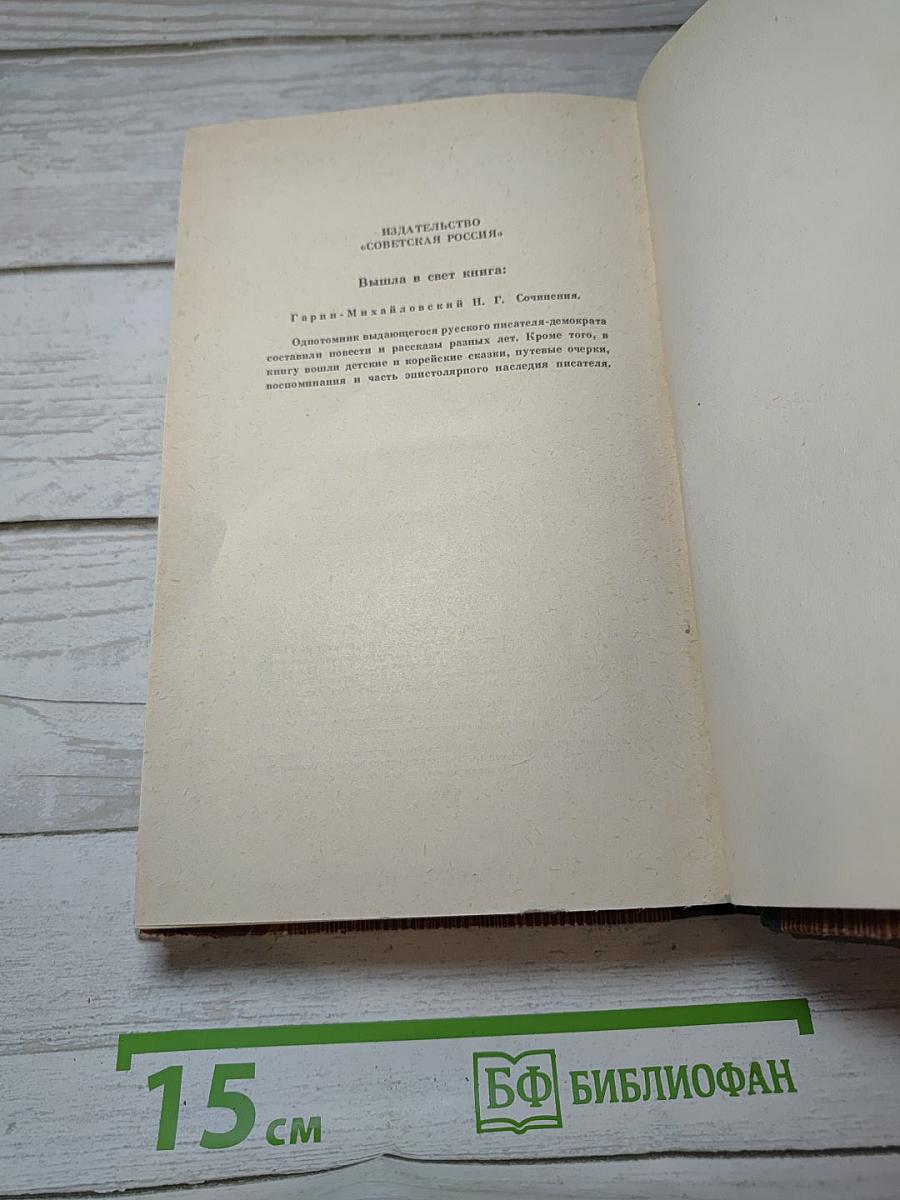 ИЗДАТЕЛЬСТВО
«СОВЕТСКАЯ РОССИЯ»
Вышла в свет книга:
Гарин-Михайловский Н. Г. Сочинения.
Однотомник выдающегося русского писателя-демократа
составили повести и рассказы разных лет. Кроме того, в
книгу вошли детские и корейские сказки, путевые очерки,
воспоминания и часть эпистолярного наследия писателя.
15 см
БФ БИБЛИОФАН